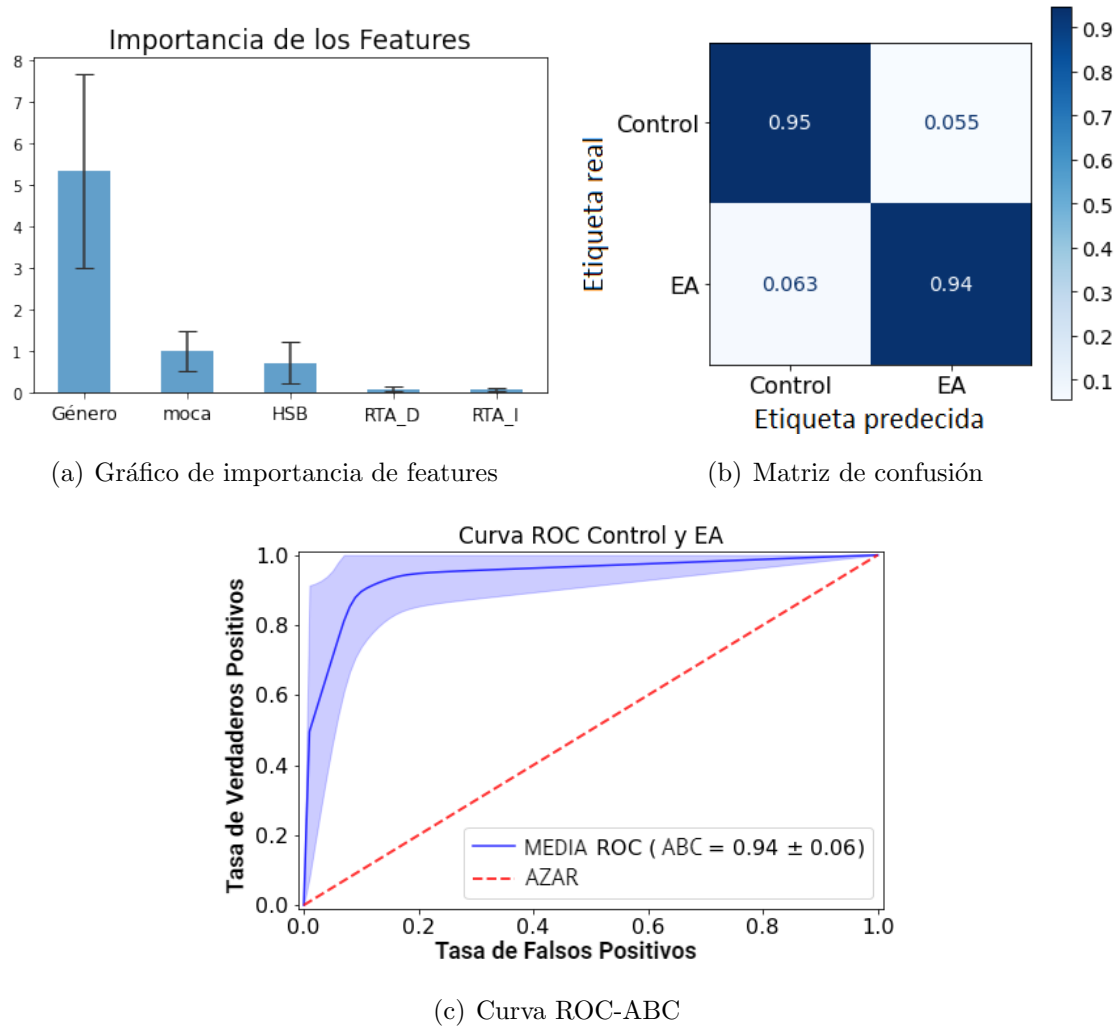 Importancia de los Features
8
7
6
5
4
3
2
1
0
Género moca HSB RTA_D RTA_I
(a) Gráfico de importancia de features
Etiqueta real
Control
EA
0.95 0.055
0.063 0.94
Control EA
Etiqueta predecida
0.9
0.8
0.7
0.6
0.5
0.4
0.3
0.2
0.1
(b) Matriz de confusión
Curva ROC Control y EA
Tasa de Verdaderos Positivos
1.0
0.8
0.6
0.4
0.2
0.0
MEDIA ROC ( ABC = 0.94 ± 0.06)
AZAR
0.0 0.2 0.4 0.6 0.8 1.0
Tasa de Falsos Positivos
(c) Curva ROC-ABC